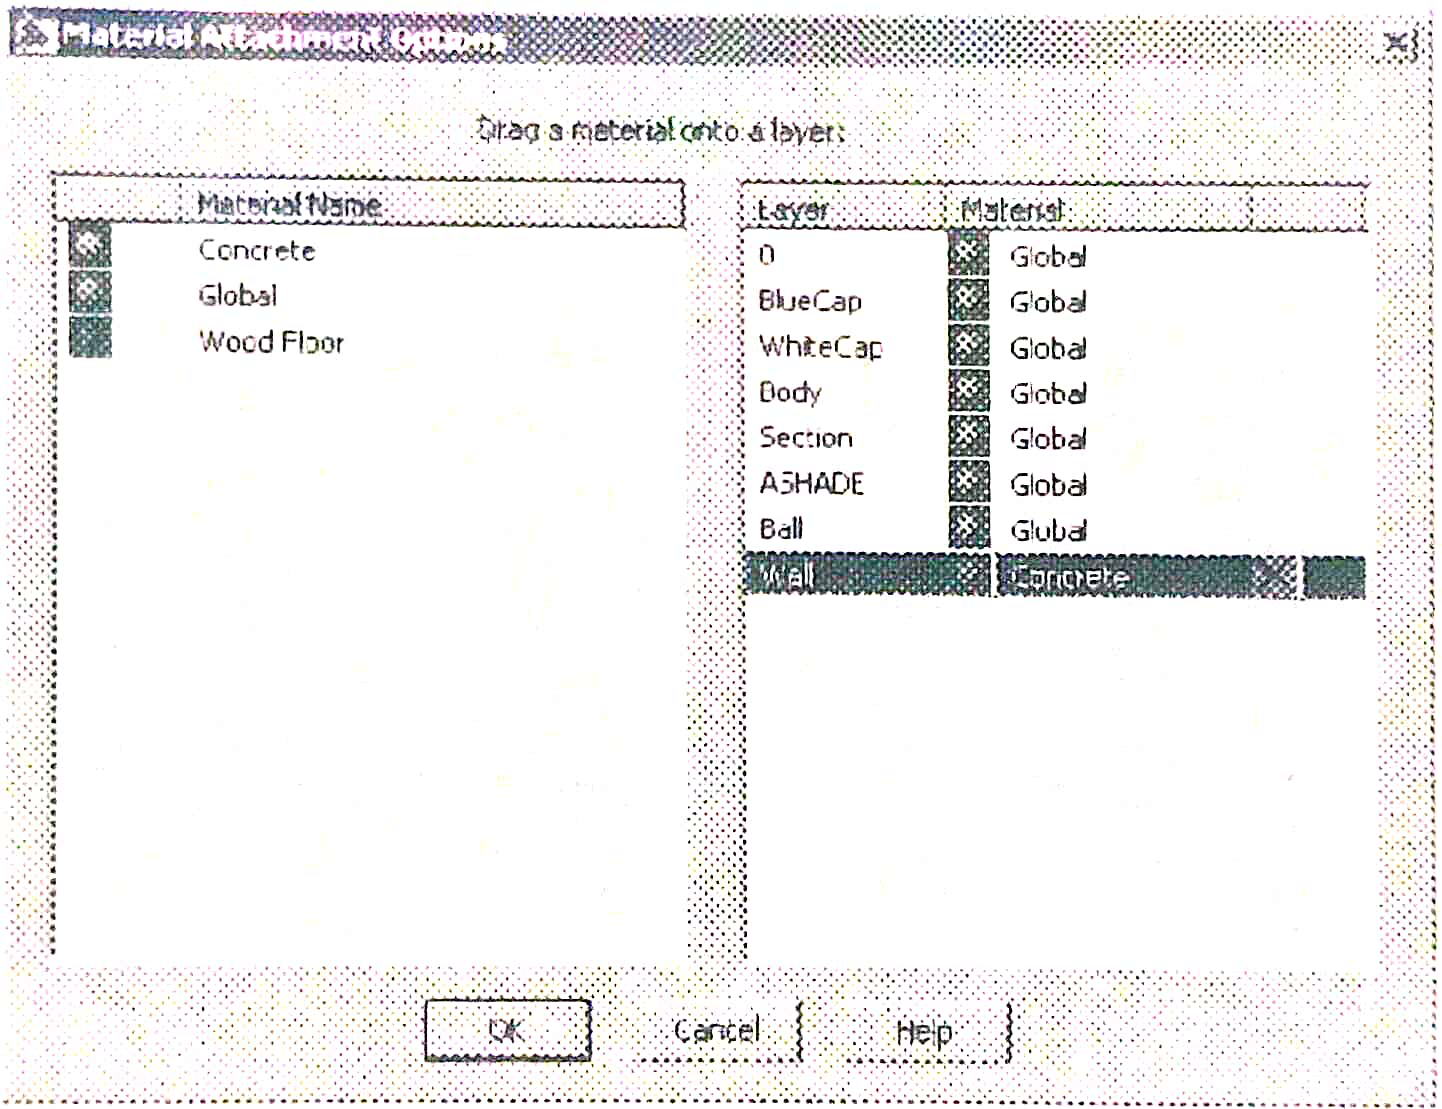 Material Attachment Options
Drag a material onto a layer:
Material Name
Concrete
Global
Wood Floor
Layer Material
0 Global
BlueCap Global
WhiteCap Global
Body Global
Section Global
ASHADE Global
Ball Global
Wall Concrete
OK Cancel Help